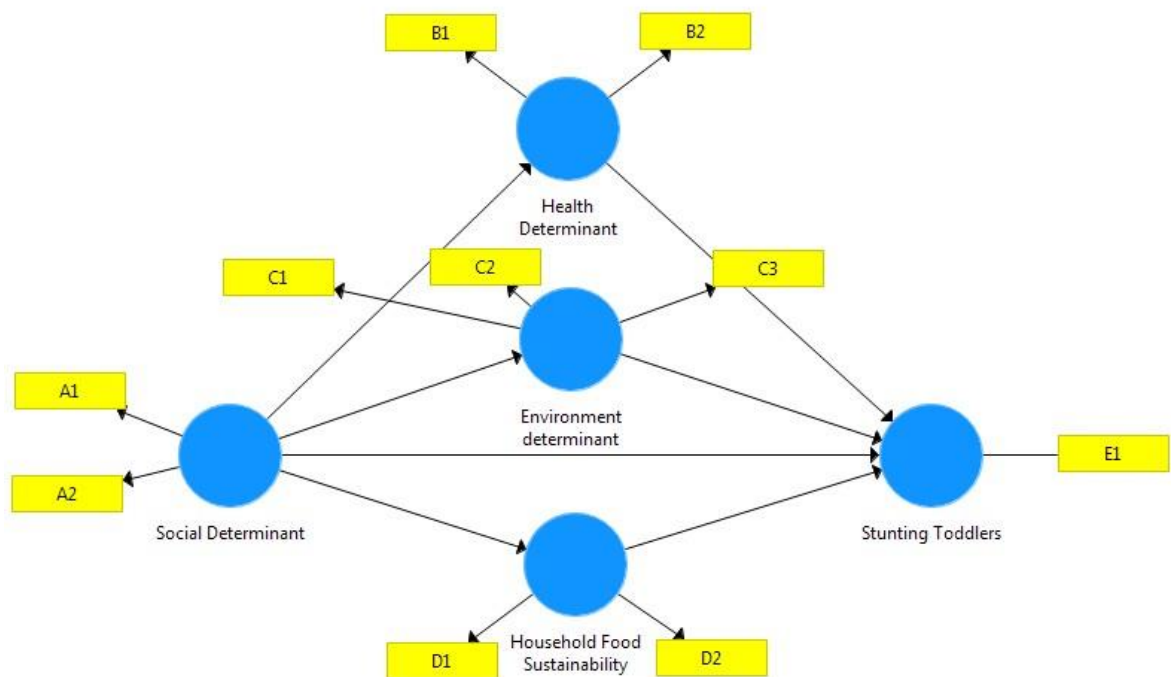 B1
B2
Health
Determinant
C1
C2
C3
A1
Environment
determinant
E1
A2
Social Determinant
Stunting Toddlers
Household Food
Sustainability
D1
D2